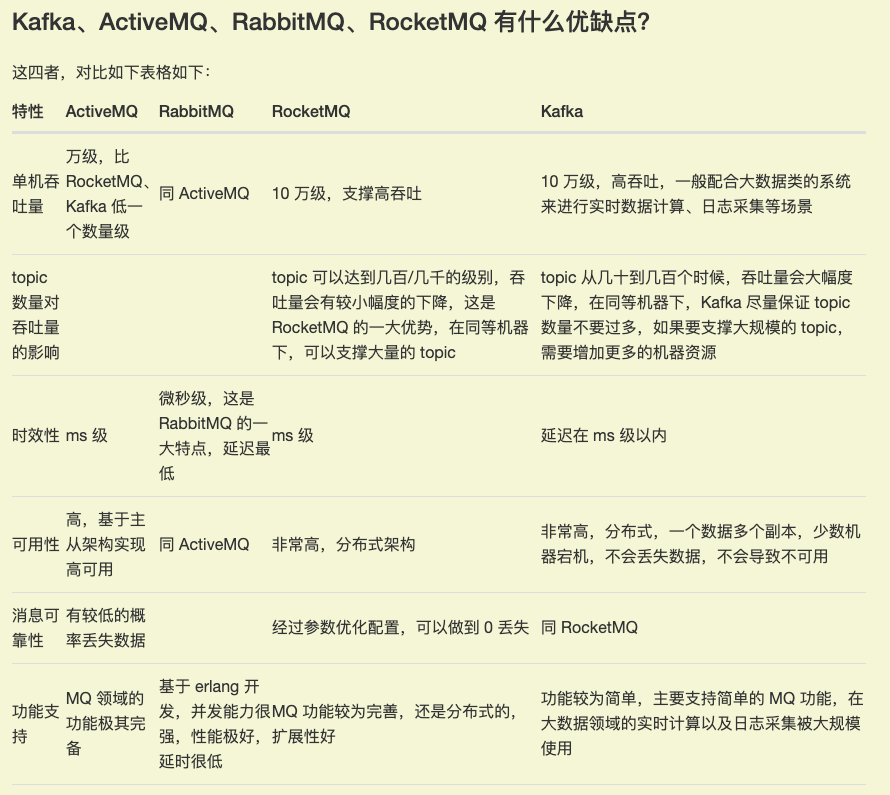 Kafka、ActiveMQ、RabbitMQ、RocketMQ 有什么优缺点?
这四者，对比如下表格如下：
特性 ActiveMQ RabbitMQ RocketMQ Kafka
单机吞
吐量
万级，比
RocketMQ、
Kafka 低一
个数量级
同 ActiveMQ
10 万级，支撑高吞吐
10 万级，高吞吐，一般配合大数据类的系统
来进行实时数据计算、日志采集等场景
topic
数量对
吞吐量
的影响
topic 可以达到几百/几千的级别，吞
吐量会有较小幅度的下降，这是
RocketMQ 的一大优势，在同等机器
下，可以支撑大量的 topic
topic 从几十到几百个时候，吞吐量会大幅度
下降，在同等机器下，Kafka 尽量保证 topic
数量不要过多，如果要支撑大规模的 topic，
需要增加更多的机器资源
时效性
ms 级
微秒级，这是
RabbitMQ 的一
大特点，延迟最
低
ms 级
延迟在 ms 级以内
可用性
高，基于主
从架构实现
高可用
同 ActiveMQ
非常高，分布式架构
非常高，分布式，一个数据多个副本，少数机
器宕机，不会丢失数据，不会导致不可用
消息可
靠性
有较低的概
率丢失数据
经过参数优化配置，可以做到 0 丢失
同 RocketMQ
功能支
持
MQ 领域的
功能极其完
备
基于 erlang 开
发，并发能力很
强，性能极好，
延时很低
MQ 功能较为完善，还是分布式的，
扩展性好
功能较为简单，主要支持简单的 MQ 功能，在
大数据领域的实时计算以及日志采集被大规模
使用